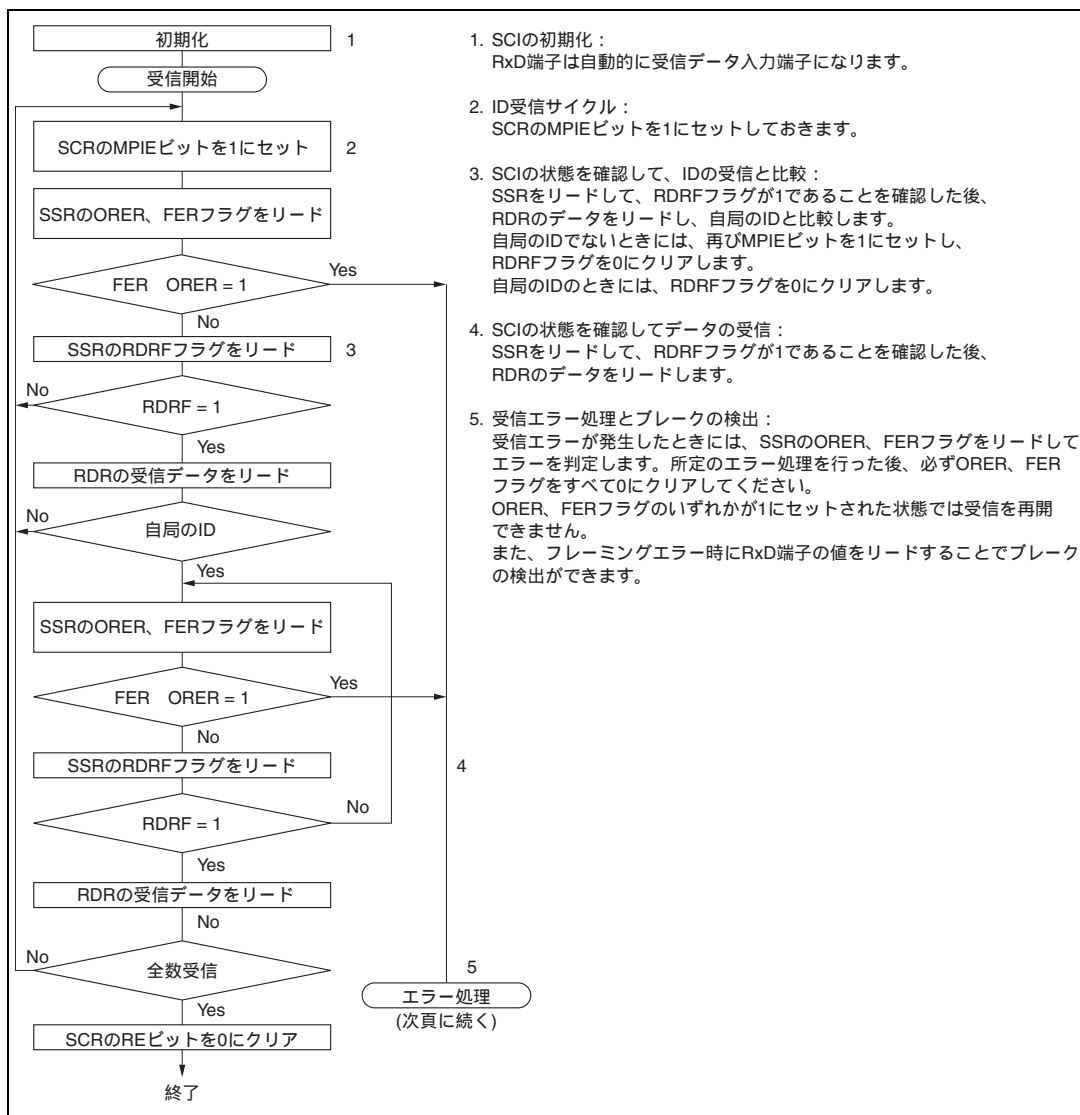 初期化 1
受信開始
SCRのMPIEビットを1にセット 2
SSRのORER、FERフラグをリード
FER ORER = 1
Yes
No
SSRのRDRFフラグをリード 3
No
RDRF = 1
Yes
RDRの受信データをリード
No
自局のID
Yes
SSRのORER、FERフラグをリード
FER ORER = 1
Yes
No
SSRのRDRFフラグをリード 4
RDRF = 1
No
Yes
RDRの受信データをリード
No
No
全数受信
Yes
SCRのREビットを0にクリア
終了
5
エラー処理
(次頁に続く)
1. SCIの初期化：
RxD端子は自動的に受信データ入力端子になります。
2. ID受信サイクル：
SCRのMPIEビットを1にセットしておきます。
3. SCIの状態を確認して、IDの受信と比較：
SSRをリードして、RDRFフラグが1であることを確認した後、
RDRのデータをリードし、自局のIDと比較します。
自局のIDでないときには、再びMPIEビットを1にセットし、
RDRFフラグを0にクリアします。
自局のIDのときには、RDRFフラグを0にクリアします。
4. SCIの状態を確認してデータの受信：
SSRをリードして、RDRFフラグが1であることを確認した後、
RDRのデータをリードします。
5. 受信エラー処理とブレークの検出：
受信エラーが発生したときには、SSRのORER、FERフラグをリードして
エラーを判定します。所定のエラー処理を行った後、必ずORER、FER
フラグをすべて0にクリアしてください。
ORER、FERフラグのいずれかが1にセットされた状態では受信を再開
できません。
また、フレーミングエラー時にRxD端子の値をリードすることでブレーク
の検出ができます。